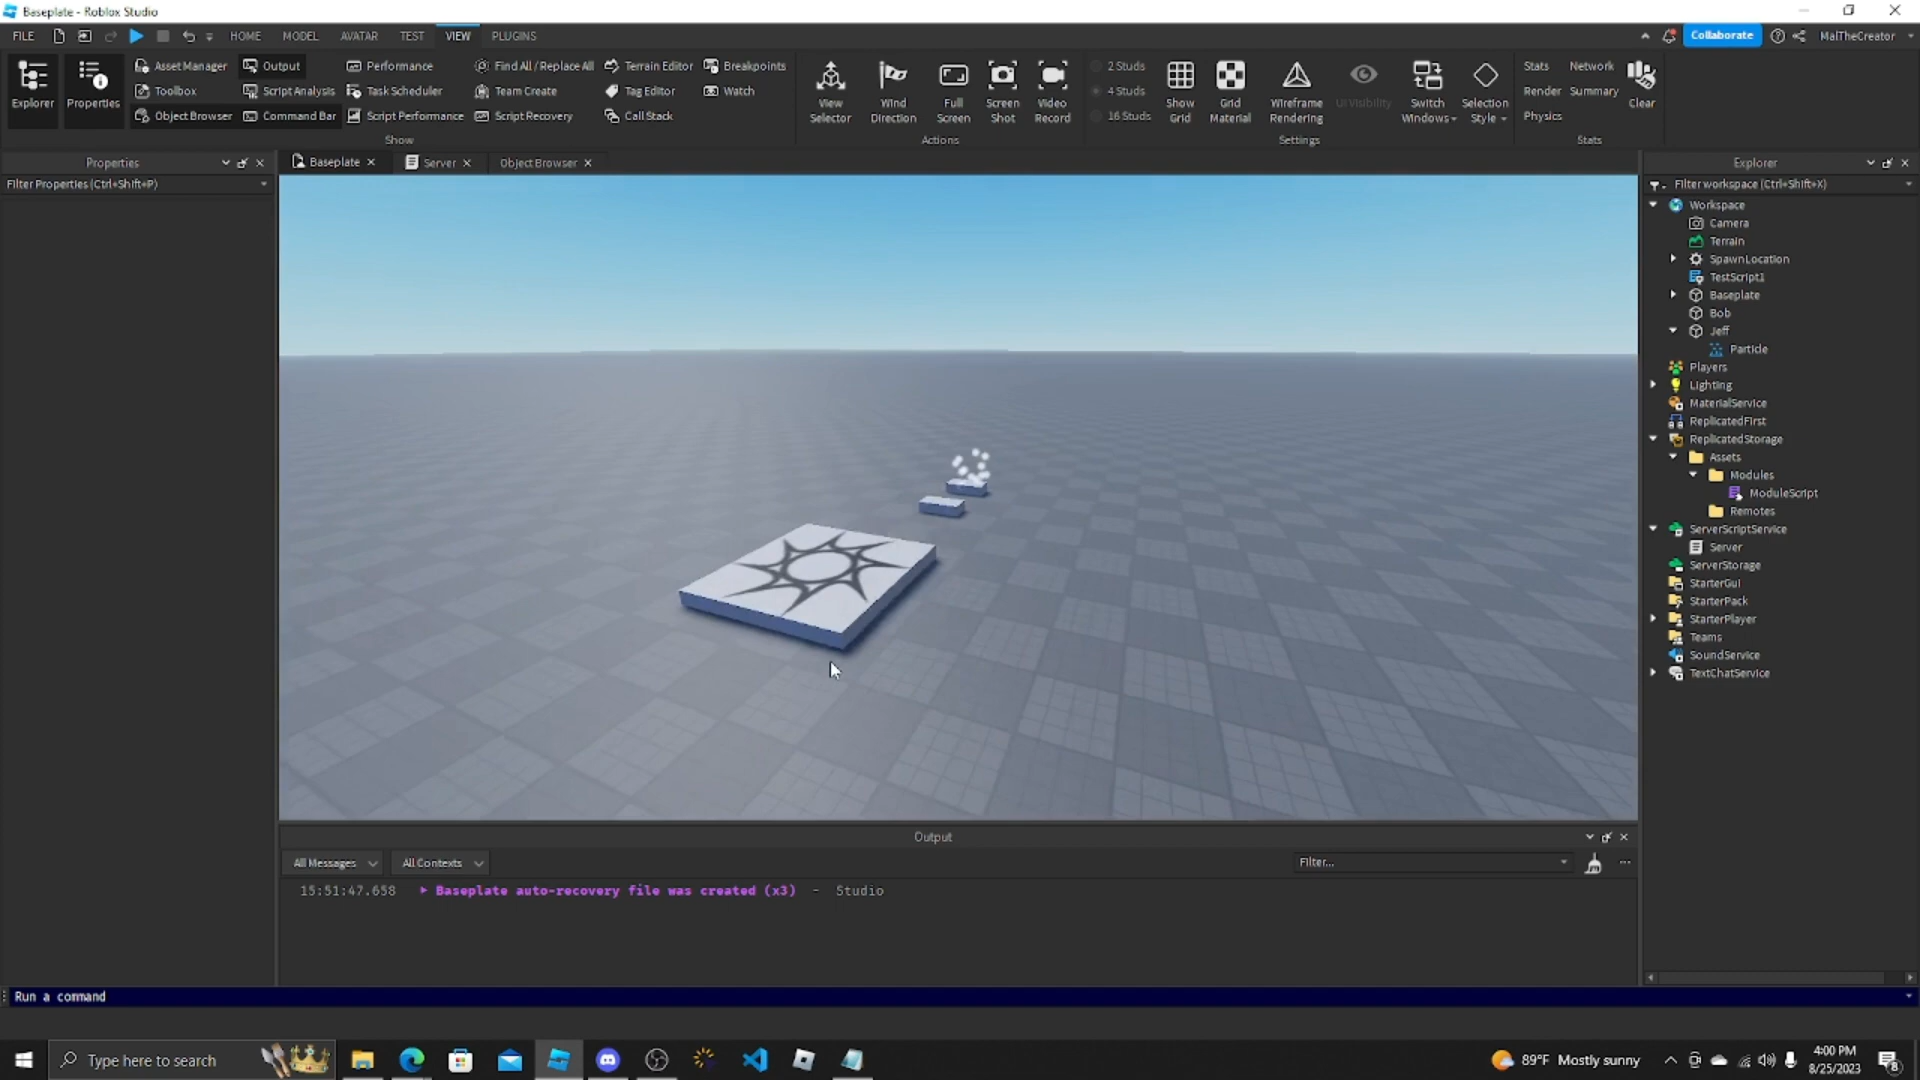 Baseplate - Roblox Studio
FILE HOME MODEL AVATAR TEST VIEW PLUGINS Collaborate MalTheCreator
Explorer
Properties
Asset Manager Output Performance Find All / Replace All Terrain Editor Breakpoints
Toolbox Script Analysis Task Scheduler Team Create Tag Editor Watch
Object Browser Command Bar Script Performance Script Recovery Call Stack
Show
View Selector
Wind Direction
Full Screen
Screen Shot
Video Record
Actions
2 Studs
4 Studs
16 Studs
Show Grid
Grid Material
Wireframe Rendering
UI Visibility
Switch Windows
Selection Style
Settings
Stats Network
Render Summary
Physics
Clear
Stats
Properties
Filter Properties (Ctrl+Shift+P)
Baseplate Server Object Browser
Explorer
Filter workspace (Ctrl+Shift+X)
Workspace
Camera
Terrain
SpawnLocation
TestScript1
Baseplate
Bob
Jeff
Particle
Players
Lighting
MaterialService
ReplicatedFirst
ReplicatedStorage
Assets
Modules
ModuleScript
Remotes
ServerScriptService
Server
ServerStorage
StarterGui
StarterPack
StarterPlayer
Teams
SoundService
TextChatService
Output
All Messages All Contexts Filter...
15:51:47.658 Baseplate auto-recovery file was created (x3) - Studio
Run a command
Type here to search
89°F Mostly sunny
4:00 PM
8/25/2023
8